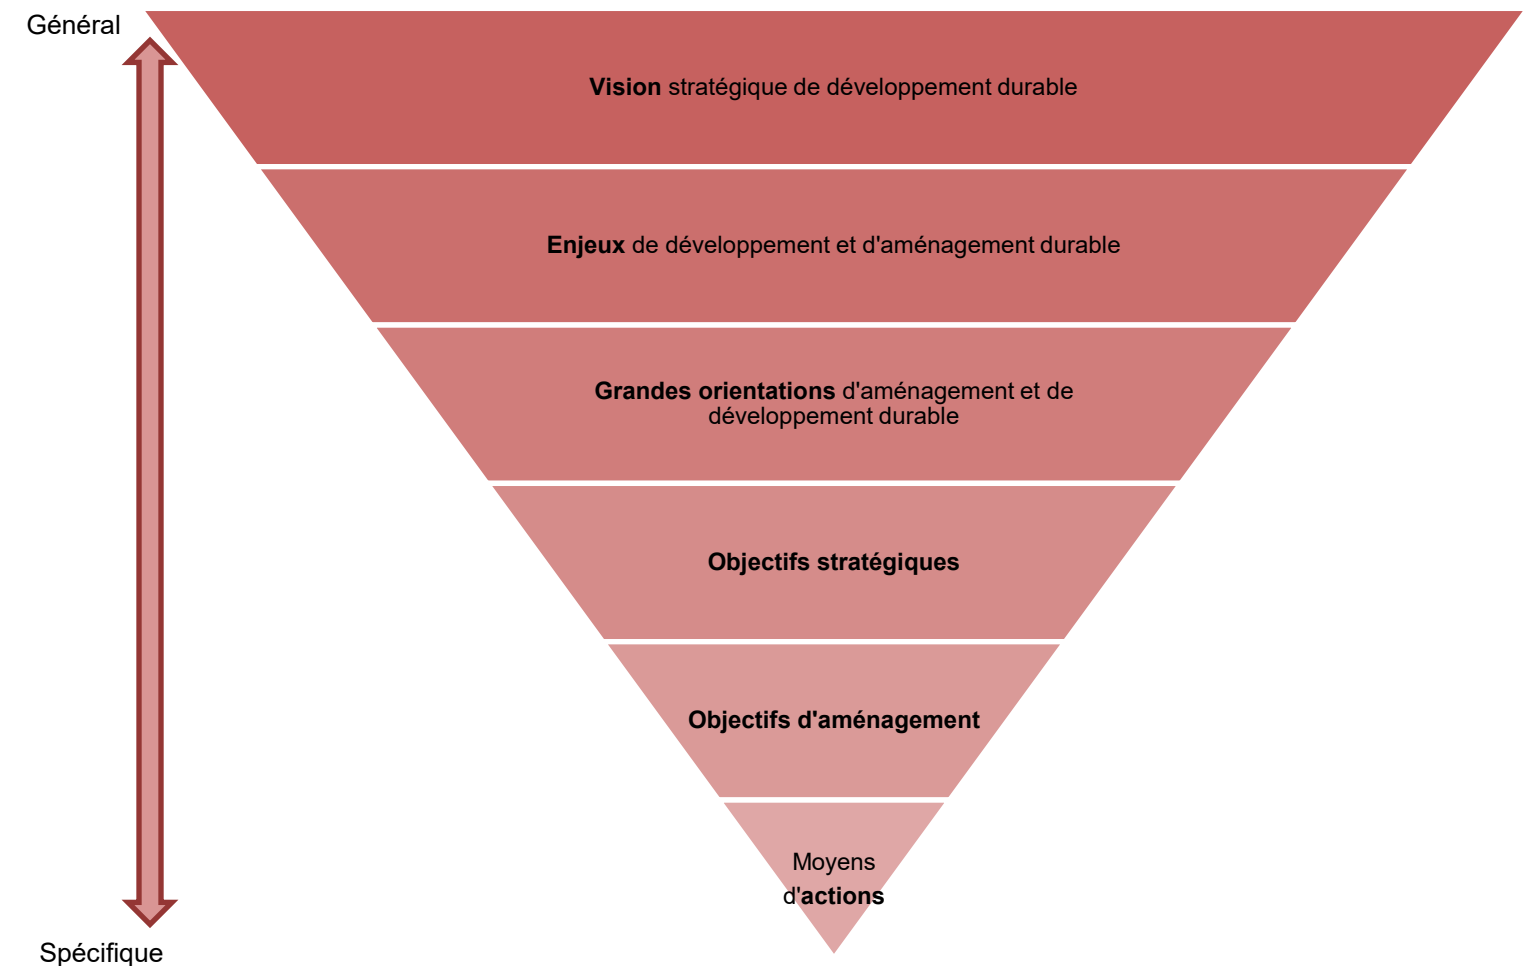 Général
Vision stratégique de développement durable
Enjeux de développement et d'aménagement durable
Grandes orientations d'aménagement et de
développement durable
Objectifs stratégiques
Objectifs d'aménagement
Moyens
d'actions
Spécifique